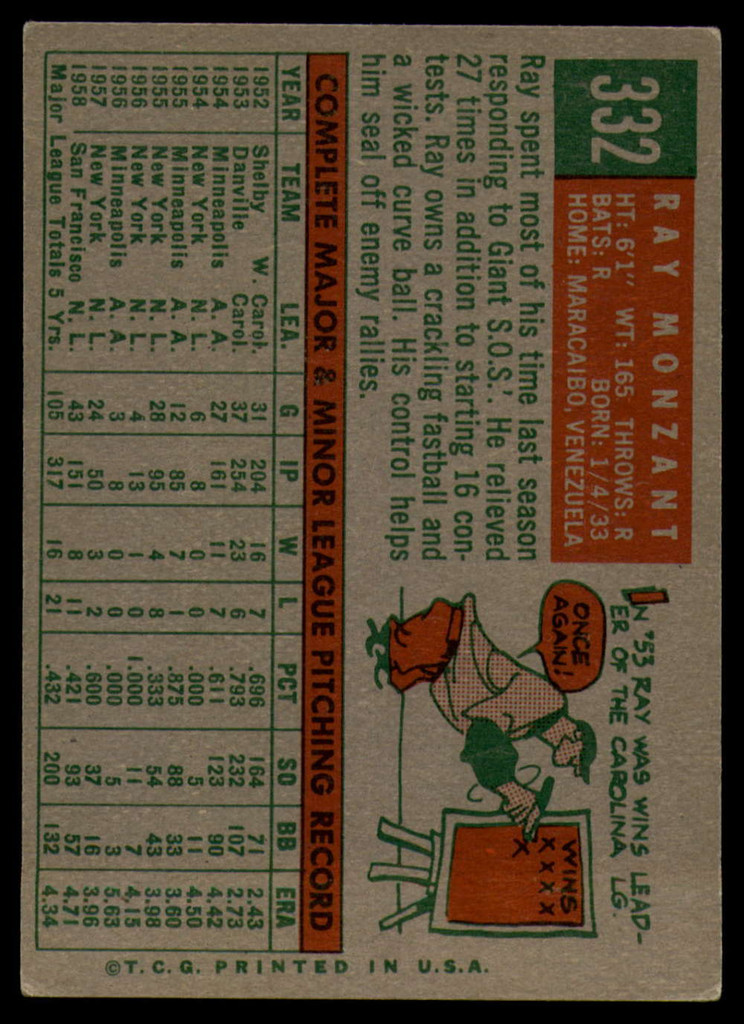 332
RAY MONZANT
HT: 6'1" WT: 165 THROWS: R
BATS: R BORN: 1/4/33
HOME: MARACAIBO, VENEZUELA
Ray spent most of his time last season
responding to Giant S.O.S.'. He relieved
27 times in addition to starting 16 con-
tests. Ray owns a crackling fastball and
a wicked curve ball. His control helps
him seal off enemy rallies.
IN '53 RAY WAS WINS LEAD-
ER OF THE CAROLINA LG.
ONCE
AGAIN!
WINS
X X X X
X
COMPLETE MAJOR & MINOR LEAGUE PITCHING RECORD
YEAR TEAM LEA. G IP W L PCT SO BB ERA
1952 Shelby W. Carol. 31 204 16 7 .696 164 71 2.43
1953 Danville Carol. 37 254 23 6 .793 232 107 2.73
1954 Minneapolis A. A. 27 161 11 7 .611 123 90 4.42
1954 New York N. L. 6 8 0 0 .000 5 11 4.50
1955 Minneapolis A. A. 12 85 7 1 .875 88 33 3.60
1955 New York N. L. 28 95 4 8 .333 54 43 3.98
1956 New York N. L. 4 13 1 0 1.000 11 7 4.15
1956 Minneapolis A. A. 3 8 0 0 .000 5 3 5.63
1957 New York N. L. 24 50 3 2 .600 37 16 3.96
1958 San Francisco N. L. 43 151 8 11 .421 93 57 4.71
Major League Totals 5 Yrs. 105 317 16 21 .432 200 132 4.34
©T.C.G. PRINTED IN U.S.A.